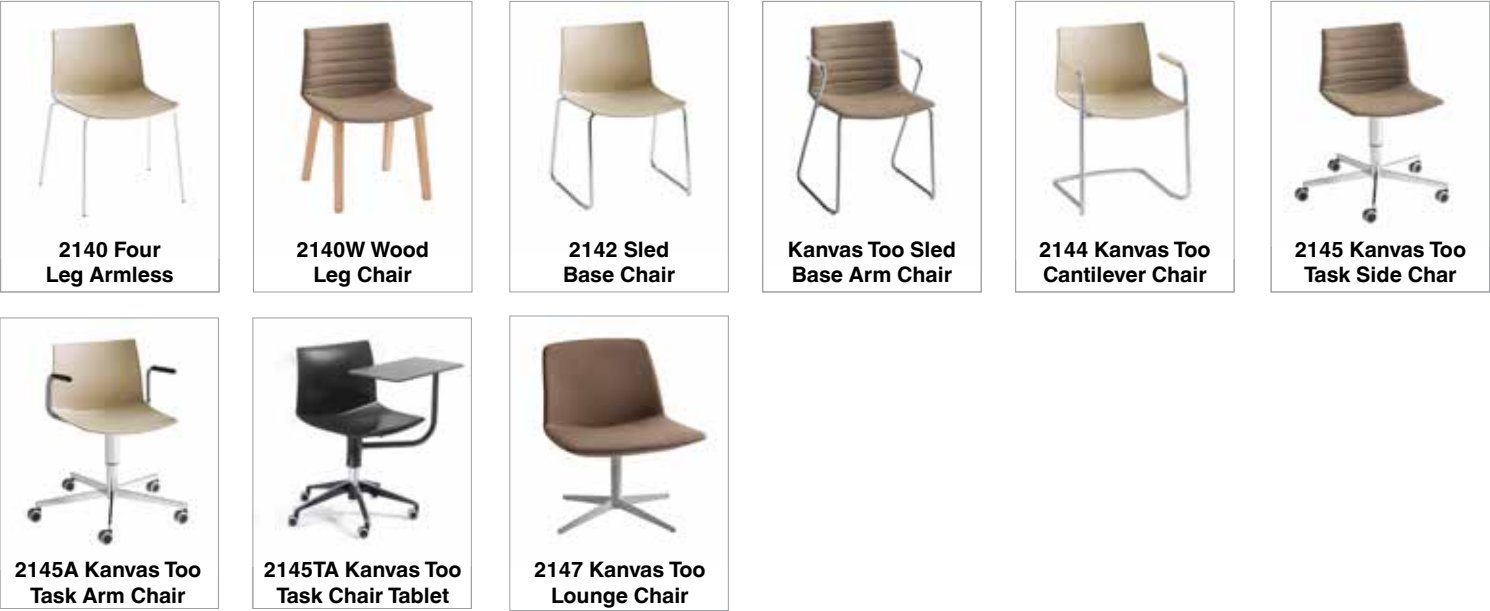 2140 Four
Leg Armless
2140W Wood
Leg Chair
2142 Sled
Base Chair
Kanvas Too Sled
Base Arm Chair
2144 Kanvas Too
Cantilever Chair
2145 Kanvas Too
Task Side Char
2145A Kanvas Too
Task Arm Chair
2145TA Kanvas Too
Task Chair Tablet
2147 Kanvas Too
Lounge Chair